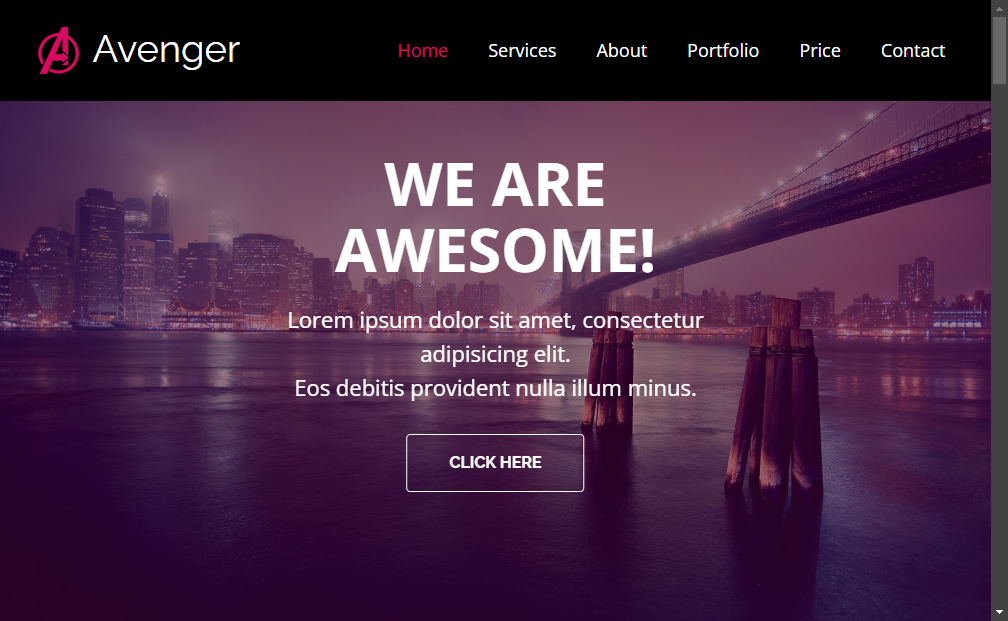 Avenger
Home Services About Portfolio Price Contact
WE ARE
AWESOME!
Lorem ipsum dolor sit amet, consectetur
adipisicing elit.
Eos debitis provident nulla illum minus.
CLICK HERE